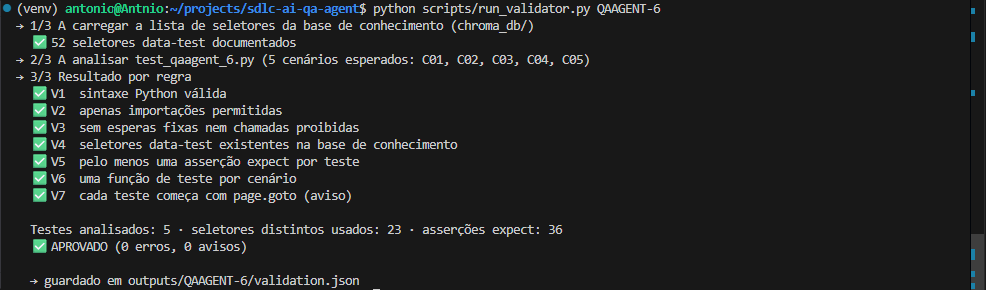 (venv) antonio@Antnio:~/projects/sdlc-ai-qa-agent$ python scripts/run_validator.py QAAGENT-6
→ 1/3 A carregar a lista de seletores da base de conhecimento (chroma_db/)
✅ 52 seletores data-test documentados
→ 2/3 A analisar test_qaagent_6.py (5 cenários esperados: C01, C02, C03, C04, C05)
→ 3/3 Resultado por regra
✅ V1 sintaxe Python válida
✅ V2 apenas importações permitidas
✅ V3 sem esperas fixas nem chamadas proibidas
✅ V4 seletores data-test existentes na base de conhecimento
✅ V5 pelo menos uma asserção expect por teste
✅ V6 uma função de teste por cenário
✅ V7 cada teste começa com page.goto (aviso)
Testes analisados: 5 · seletores distintos usados: 23 · asserções expect: 36
✅ APROVADO (0 erros, 0 avisos)
→ guardado em outputs/QAAGENT-6/validation.json